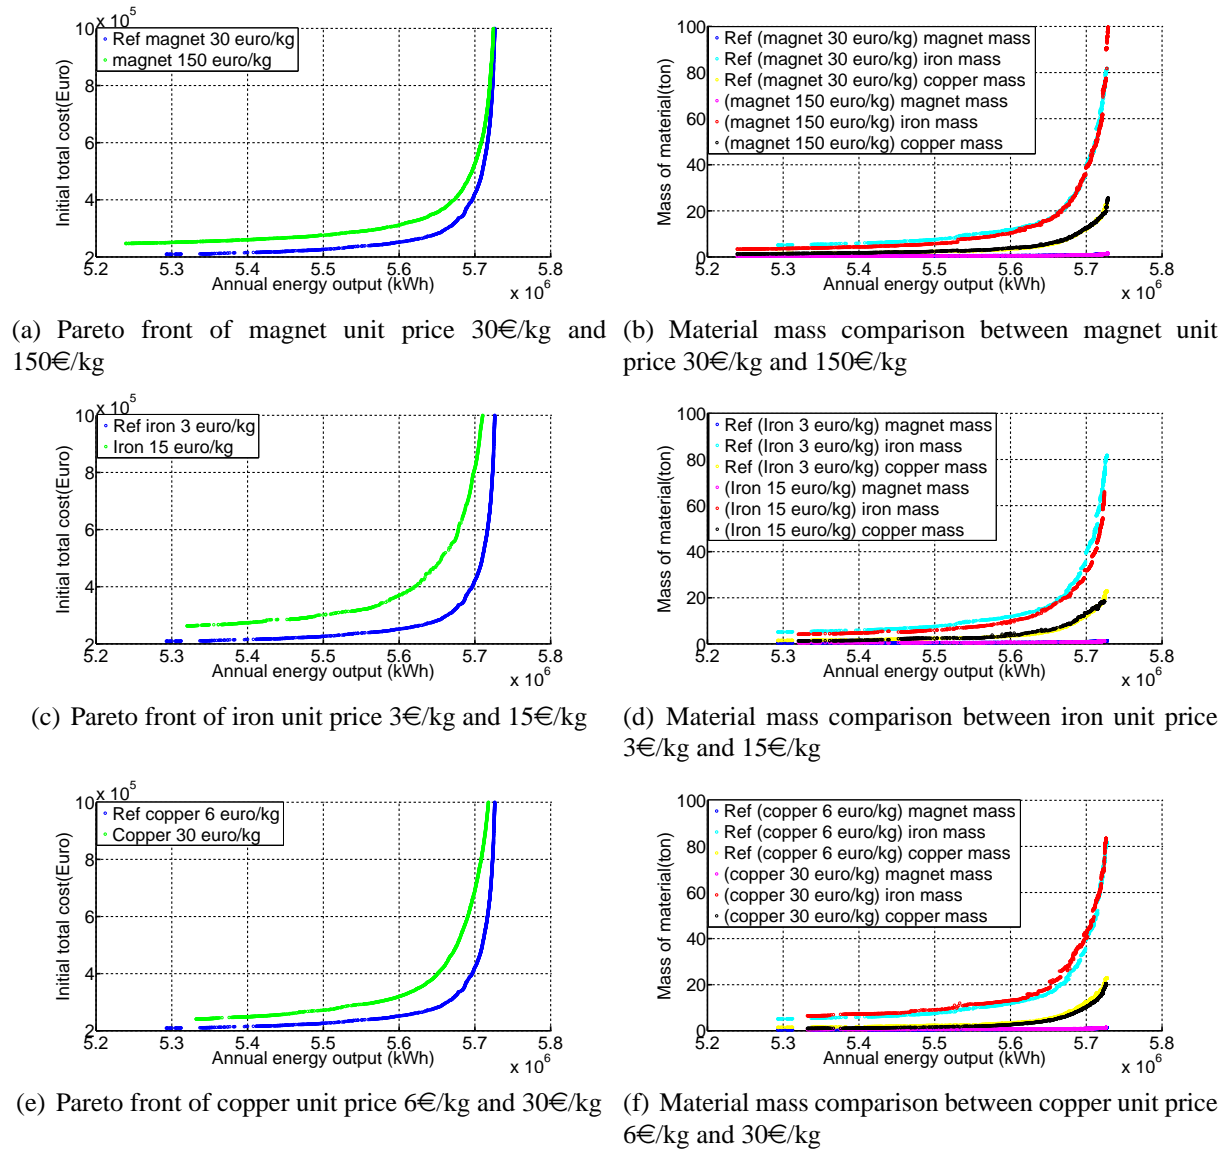 x 10^5
Ref magnet 30 euro/kg
magnet 150 euro/kg
Initial total cost(Euro)
10
8
6
4
2
5.2 5.3 5.4 5.5 5.6 5.7 5.8
Annual energy output (kWh)
x 10^6
(a) Pareto front of magnet unit price 30€/kg and
150€/kg
Ref (magnet 30 euro/kg) magnet mass
Ref (magnet 30 euro/kg) iron mass
Ref (magnet 30 euro/kg) copper mass
(magnet 150 euro/kg) magnet mass
(magnet 150 euro/kg) iron mass
(magnet 150 euro/kg) copper mass
Mass of material(ton)
100
80
60
40
20
0
5.2 5.3 5.4 5.5 5.6 5.7 5.8
Annual energy output (kWh)
x 10^6
(b) Material mass comparison between magnet unit
price 30€/kg and 150€/kg
x 10^5
Ref iron 3 euro/kg
Iron 15 euro/kg
Initial total cost(Euro)
10
8
6
4
2
5.2 5.3 5.4 5.5 5.6 5.7 5.8
Annual energy output (kWh)
x 10^6
(c) Pareto front of iron unit price 3€/kg and 15€/kg
Ref (Iron 3 euro/kg) magnet mass
Ref (Iron 3 euro/kg) iron mass
Ref (Iron 3 euro/kg) copper mass
(Iron 15 euro/kg) magnet mass
(Iron 15 euro/kg) iron mass
(Iron 15 euro/kg) copper mass
Mass of material(ton)
100
80
60
40
20
0
5.2 5.3 5.4 5.5 5.6 5.7 5.8
Annual energy output (kWh)
x 10^6
(d) Material mass comparison between iron unit price
3€/kg and 15€/kg
x 10^5
Ref copper 6 euro/kg
Copper 30 euro/kg
Initial total cost(Euro)
10
8
6
4
2
5.2 5.3 5.4 5.5 5.6 5.7 5.8
Annual energy output (kWh)
x 10^6
(e) Pareto front of copper unit price 6€/kg and 30€/kg
Ref (copper 6 euro/kg) magnet mass
Ref (copper 6 euro/kg) iron mass
Ref (copper 6 euro/kg) copper mass
(copper 30 euro/kg) magnet mass
(copper 30 euro/kg) iron mass
(copper 30 euro/kg) copper mass
Mass of material(ton)
100
80
60
40
20
0
5.2 5.3 5.4 5.5 5.6 5.7 5.8
Annual energy output (kWh)
x 10^6
(f) Material mass comparison between copper unit price
6€/kg and 30€/kg